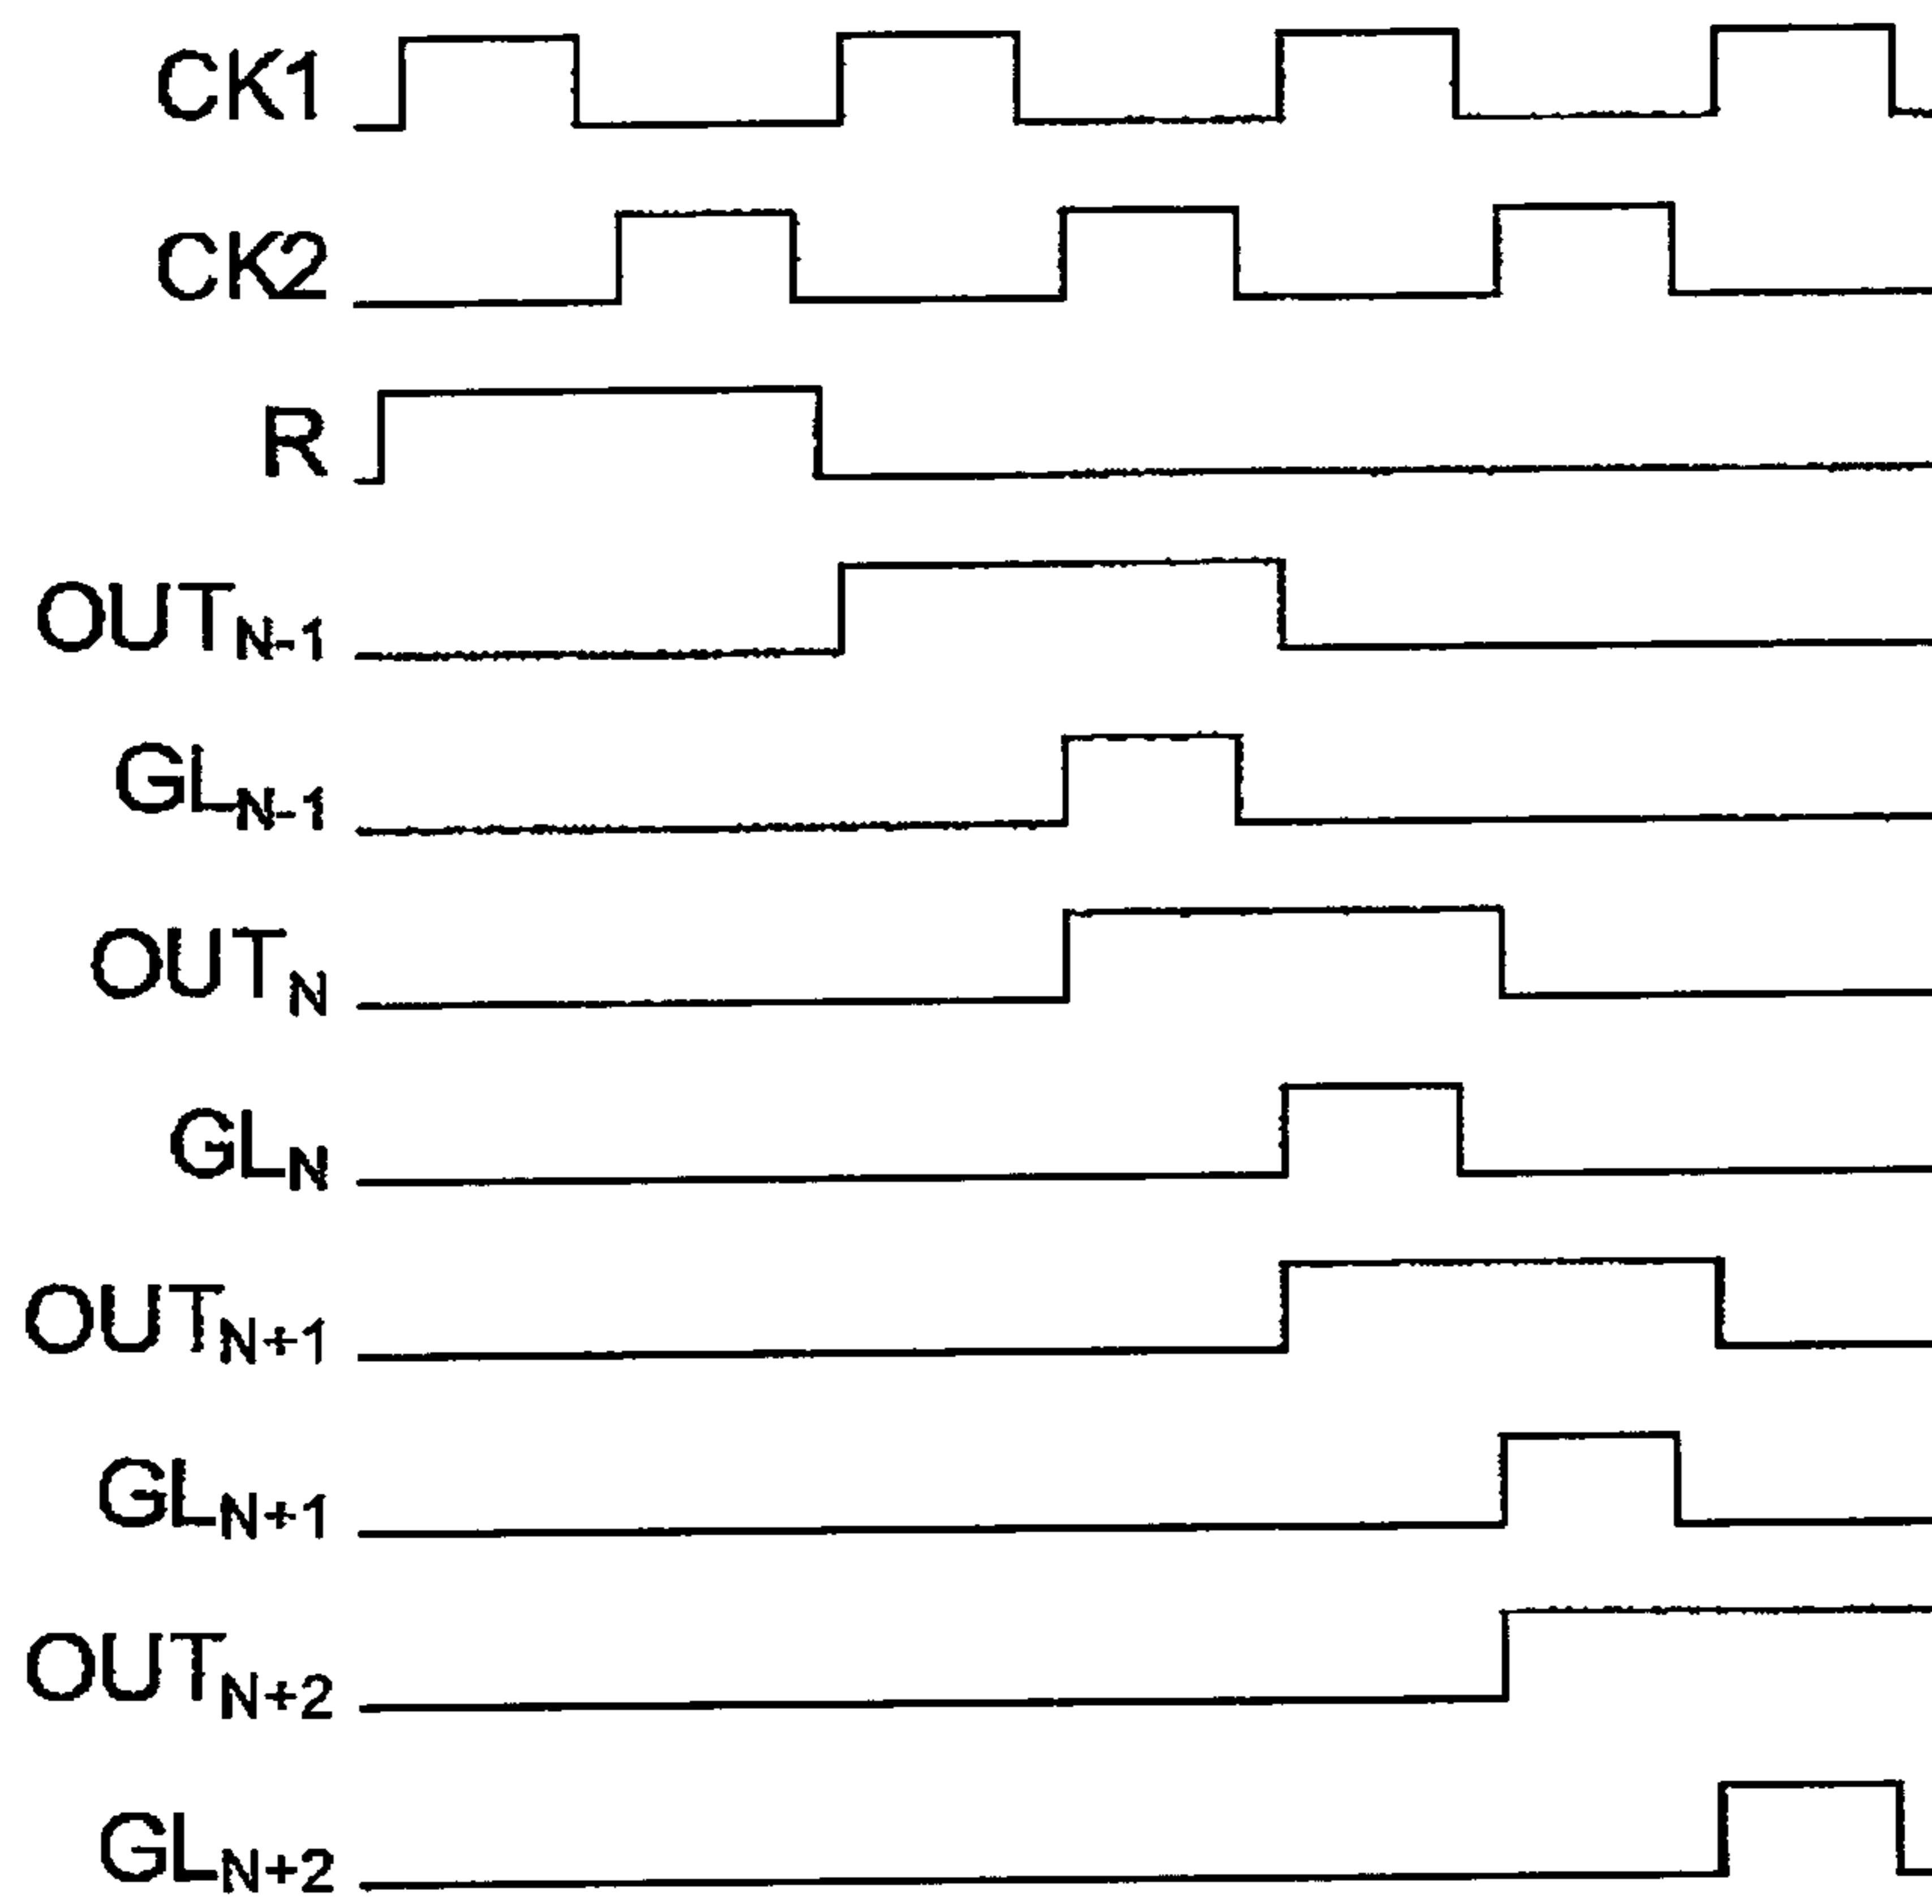 CK1
CK2
R
OUTN-1
GLN-1
OUTN
GLN
OUTN+1
GLN+1
OUTN+2
GLN+2